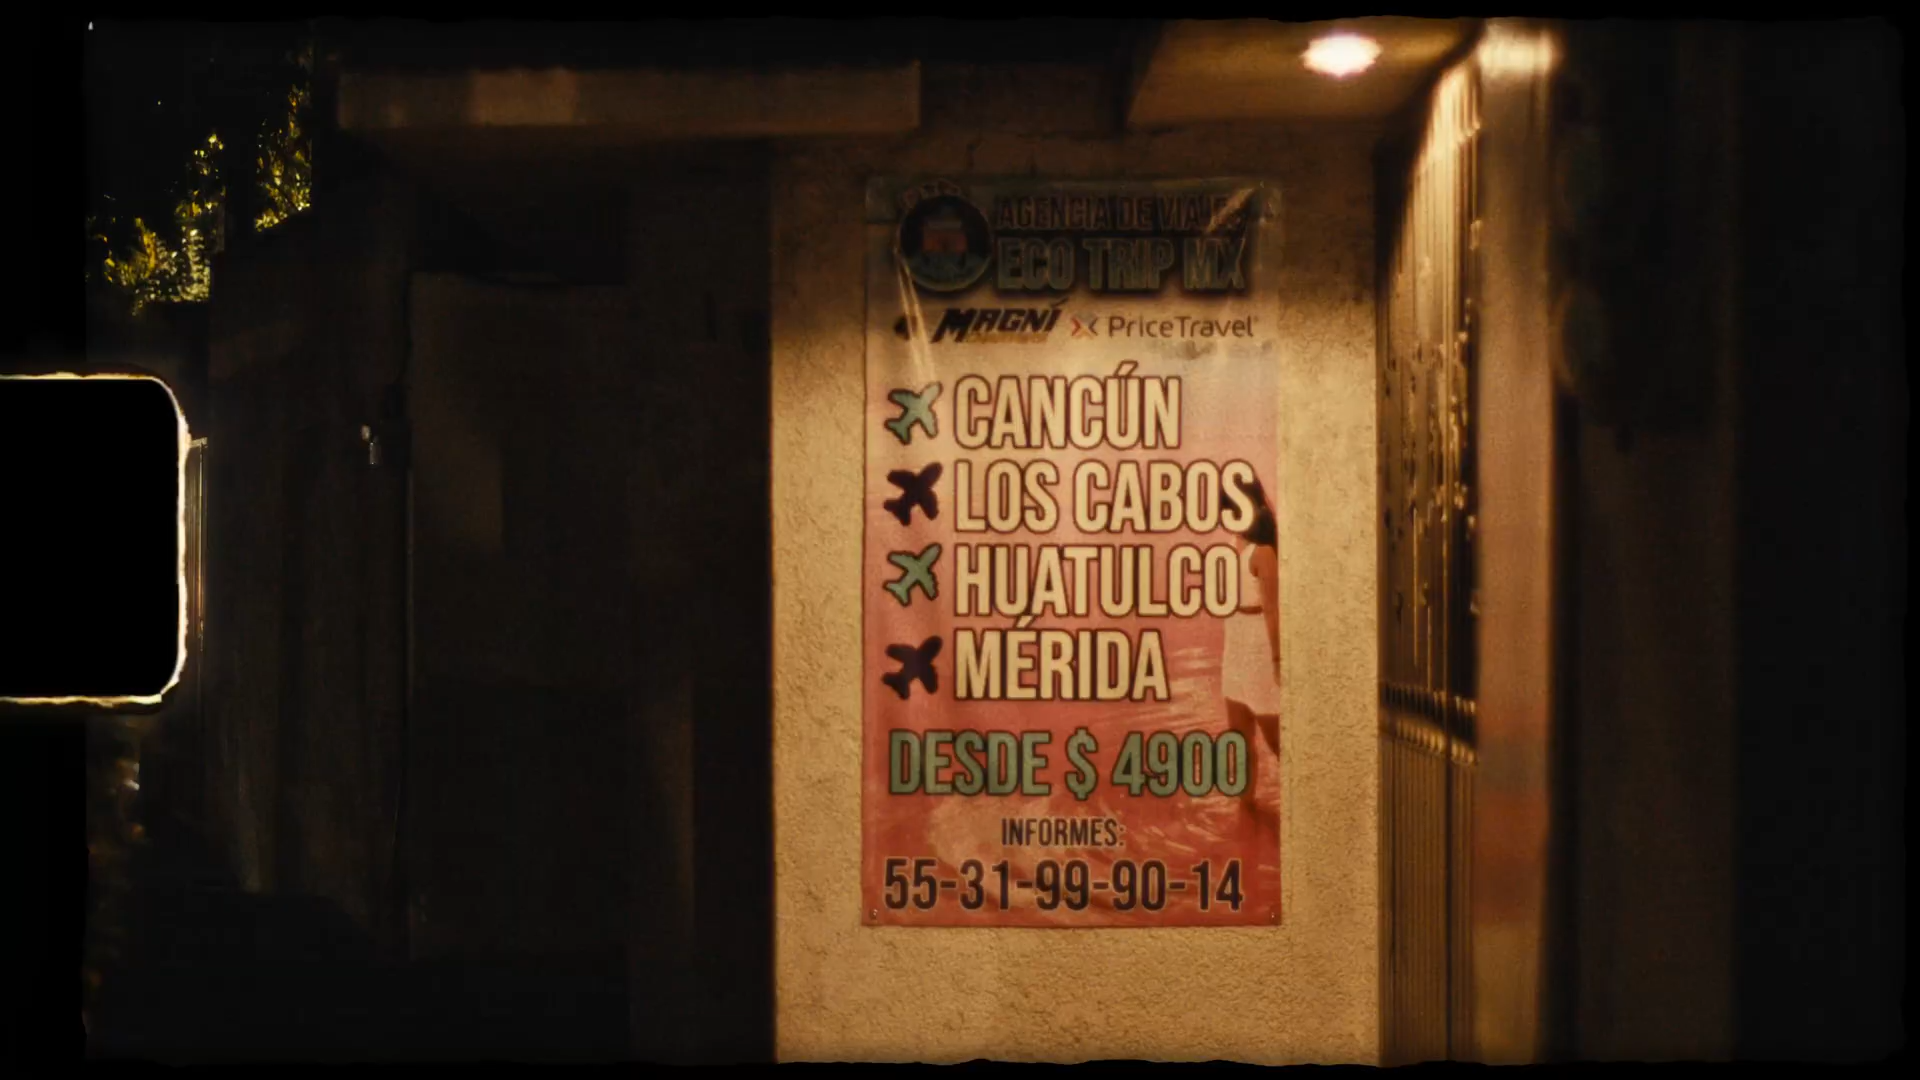 AGENCIA DE VIAJES
ECO TRIP MX
MAGNÍ PriceTravel
CANCÚN
LOS CABOS
HUATULCO
MÉRIDA
DESDE $ 4900
INFORMES:
55-31-99-90-14